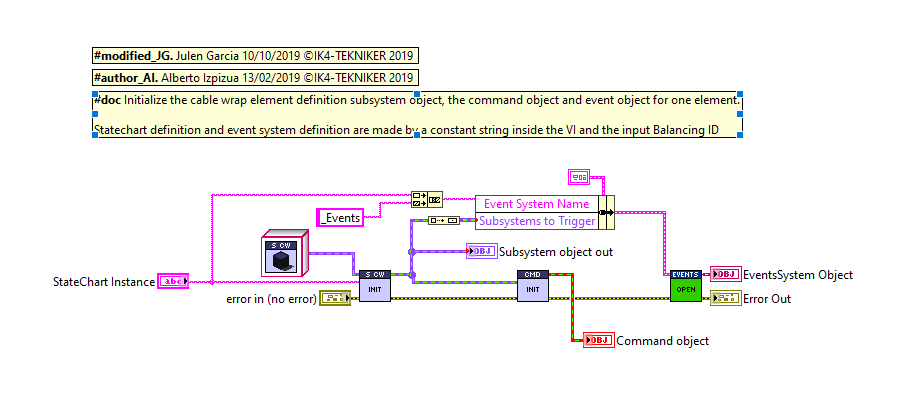 #modified_JG. Julen Garcia 10/10/2019 ©IK4-TEKNIKER 2019
#author_AI. Alberto Izpizua 13/02/2019 ©IK4-TEKNIKER 2019
#doc Initialize the cable wrap element definition subsystem object, the command object and event object for one element.
Statechart definition and event system definition are made by a constant string inside the VI and the input Balancing ID
Event System Name
_Events
Subsystems to Trigger
S CW
OBJ
Subsystem object out
StateChart Instance
abc
S CW
INIT
CMD
INIT
EVENTS
OPEN
OBJ
EventsSystem Object
error in (no error)
Error Out
OBJ
Command object